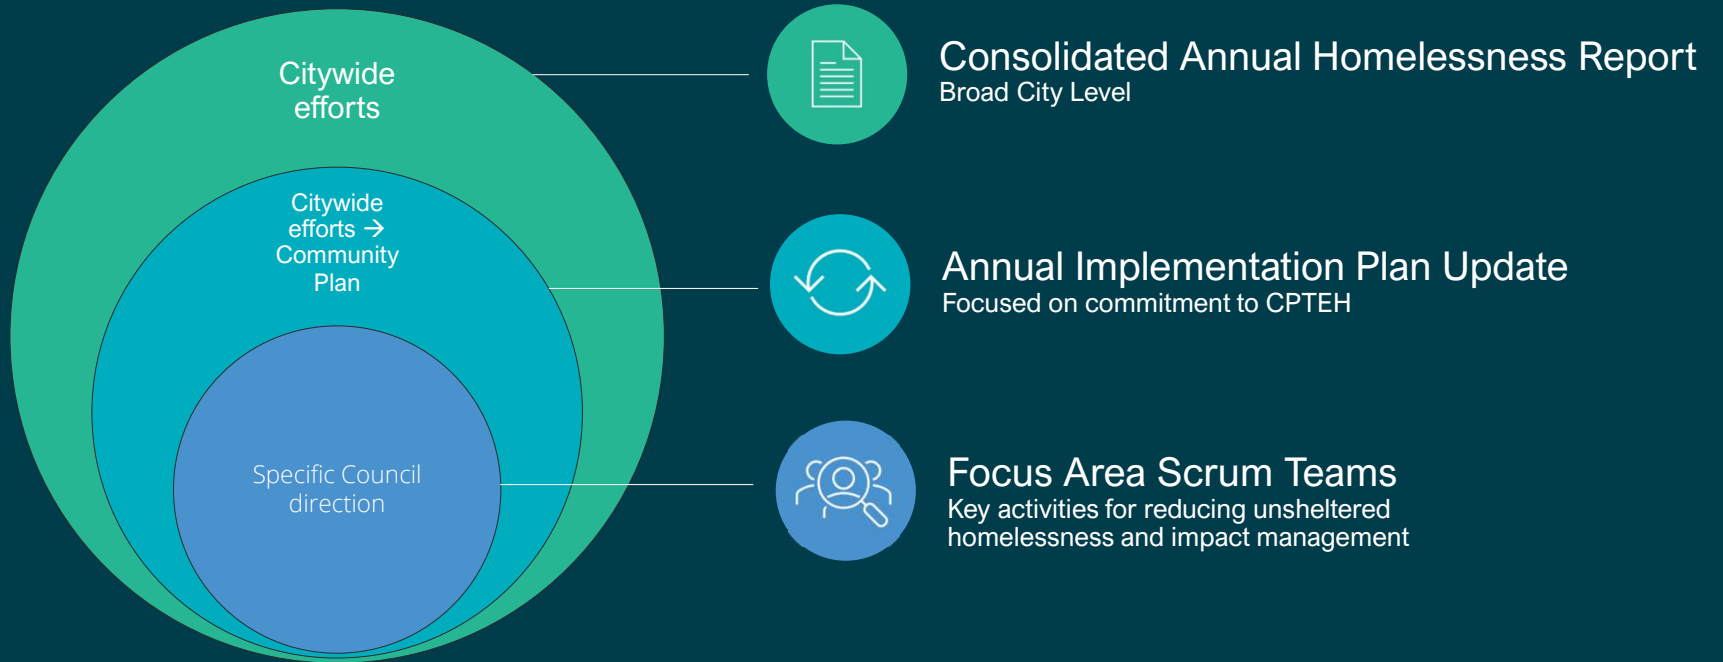 Citywide
efforts
Consolidated Annual Homelessness Report
Broad City Level
Citywide
efforts →
Community
Plan
Annual Implementation Plan Update
Focused on commitment to CPTEH
Specific Council
direction
Focus Area Scrum Teams
Key activities for reducing unsheltered
homelessness and impact management